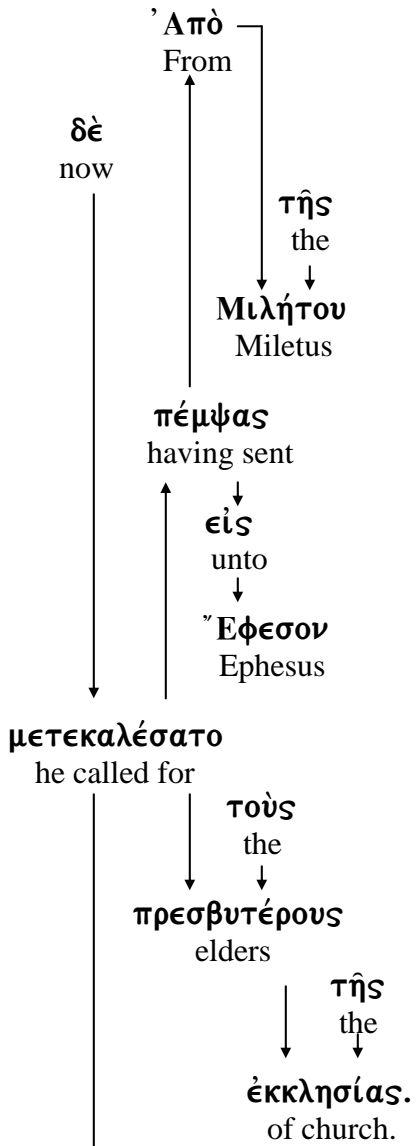 Ἀπὸ
From
δὲ
now
τῆς
the
Μιλήτου
Miletus
πέμψας
having sent
εἰς
unto
Ἔφεσον
Ephesus
μετεκαλέσατο
he called for
τοὺς
the
πρεσβυτέρους
elders
τῆς
the
ἐκκλησίας.
of church.